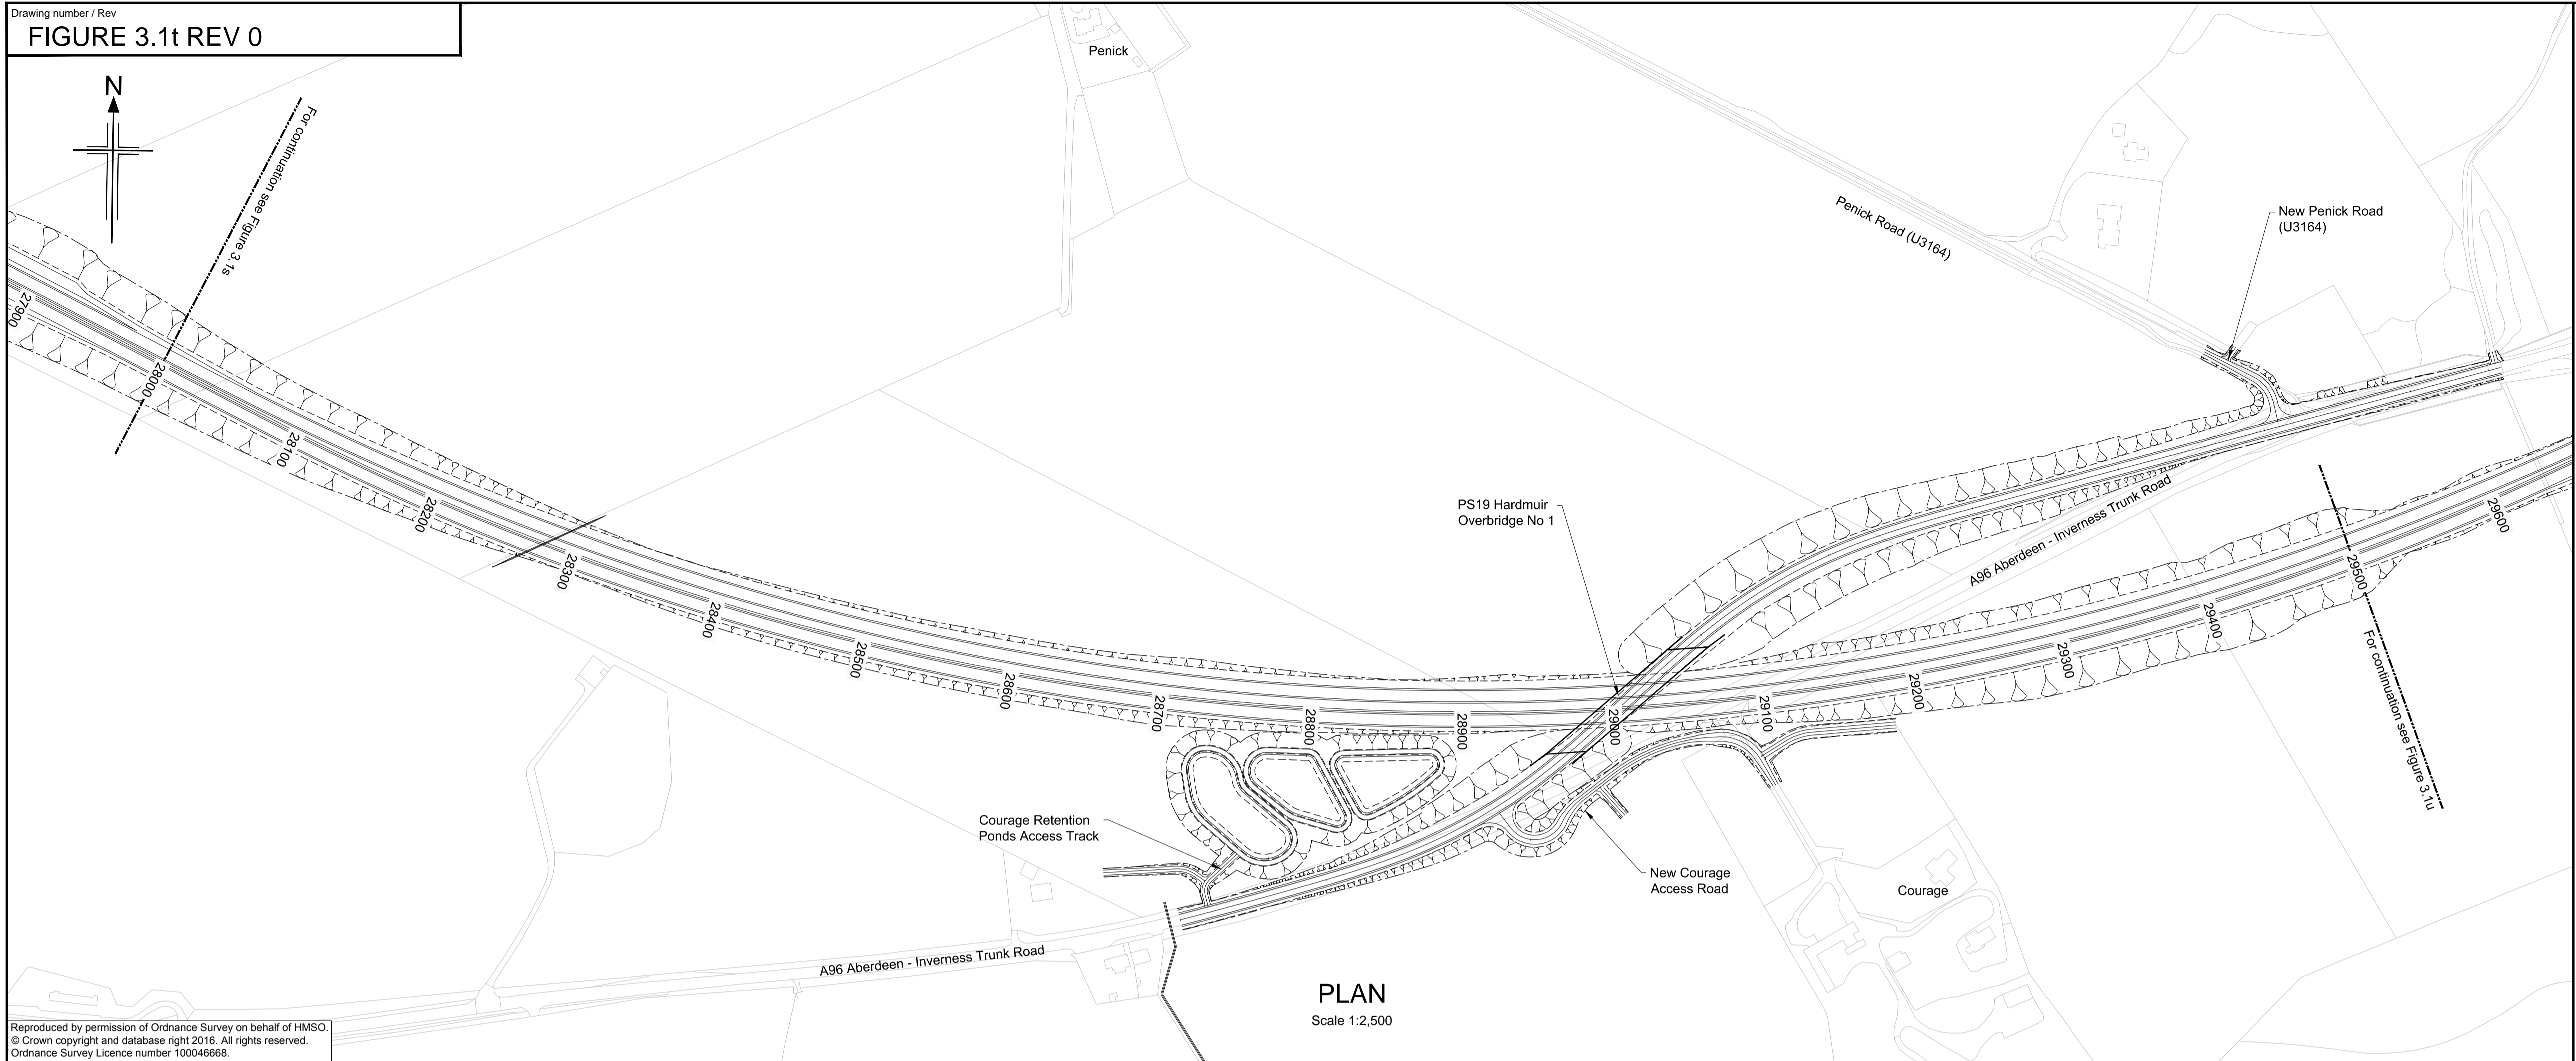 Drawing number / Rev
FIGURE 3.1t REV 0
N
Penick
For continuation see Figure 3.1s
Penick Road (U3164)
New Penick Road
(U3164)
27900
28000
28100
28200
28300
28400
28500
28600
28700
28800
28900
29000
29100
29200
29300
29400
29500
29600
PS19 Hardmuir
Overbridge No 1
A96 Aberdeen - Inverness Trunk Road
For continuation see Figure 3.1u
Courage Retention
Ponds Access Track
New Courage
Access Road
Courage
A96 Aberdeen - Inverness Trunk Road
PLAN
Scale 1:2,500
Reproduced by permission of Ordnance Survey on behalf of HMSO.
© Crown copyright and database right 2016. All rights reserved.
Ordnance Survey Licence number 100046668.